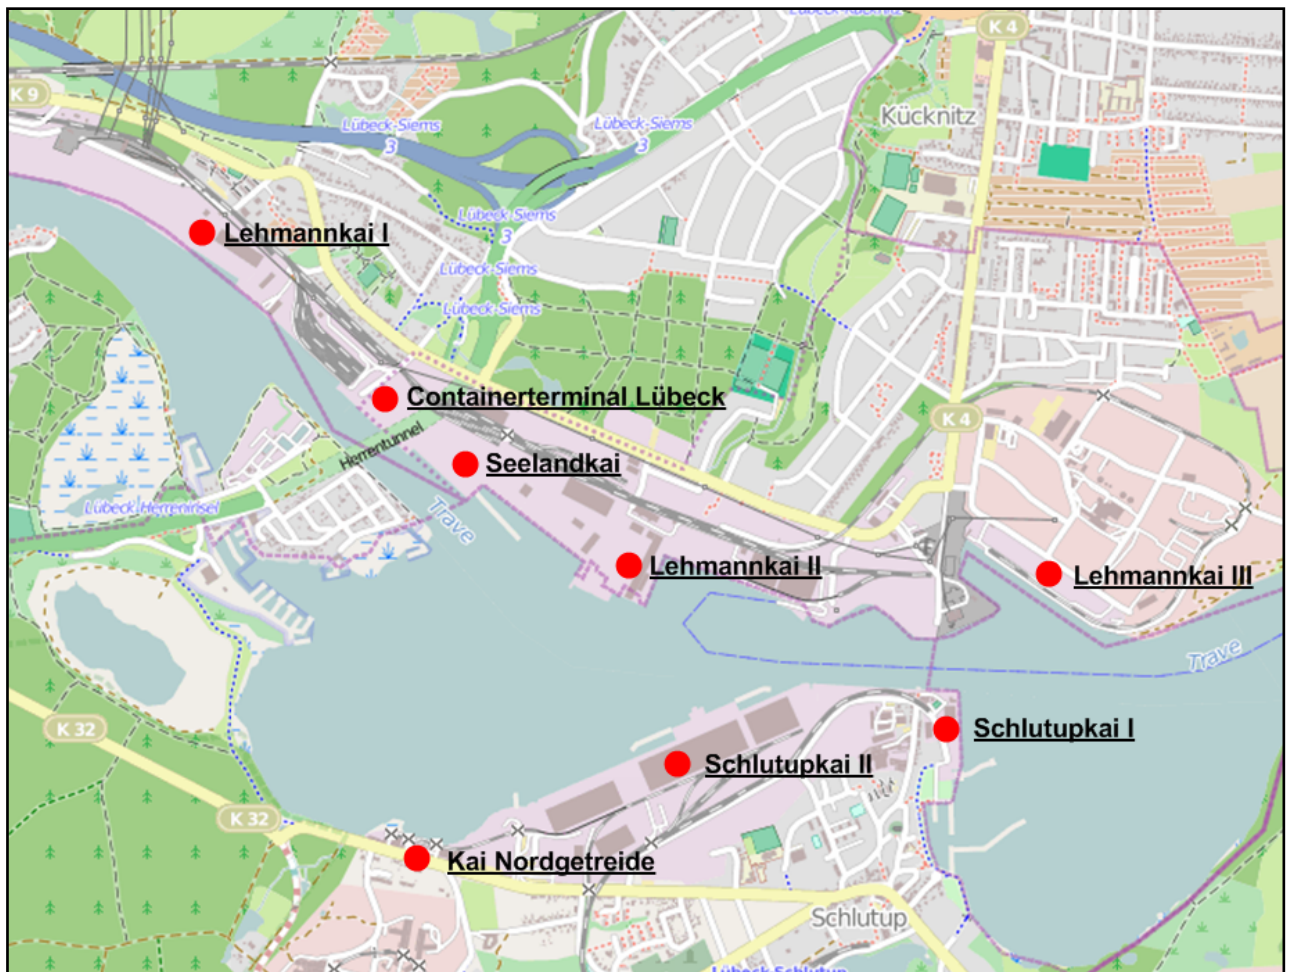 Lübeck-Kücknitz
K 4
K 9
Kücknitz
Lübeck-Siems
3
Lübeck-Siems
3
Lübeck-Siems
3
Lehmannkai I
Lübeck-Siems
Lübeck-Siems
Containerterminal Lübeck
K 4
Herrentunnel
Seelandkai
Lübeck Herreninsel
Trave
Lehmannkai II
Lehmannkai III
Trave
K 32
Schlutupkai I
Schlutupkai II
K 32
Kai Nordgetreide
Schlutup
Lübeck-Schlutup